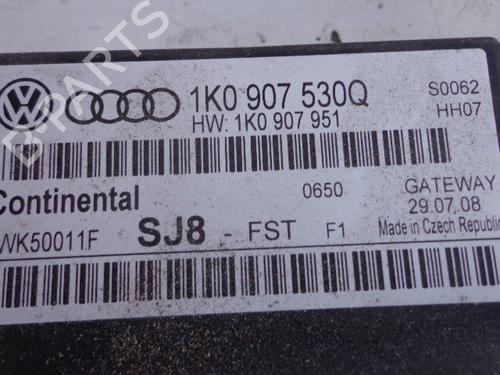 1K0 907 530Q
S0062
HW: 1K0 907 951
HH07
Continental
0650
GATEWAY
29.07.08
WK50011F
SJ8 - FST F1
Made in Czech Republic
B-PARTS